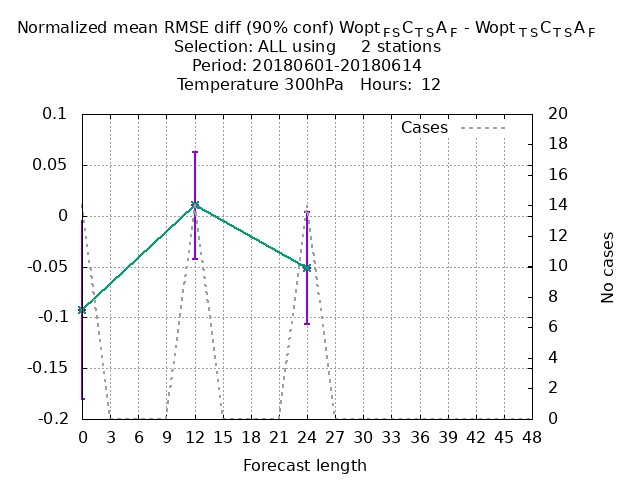 Normalized mean RMSE diff (90% conf) Wopt FS C TS A F - Wopt TS C TS A F
Selection: ALL using 2 stations
Period: 20180601-20180614
Temperature 300hPa Hours: 12
Cases
0.1
0.05
0
-0.05
-0.1
-0.15
-0.2
20
18
16
14
12
10
8
6
4
2
0
No cases
0 3 6 9 12 15 18 21 24 27 30 33 36 39 42 45 48
Forecast length